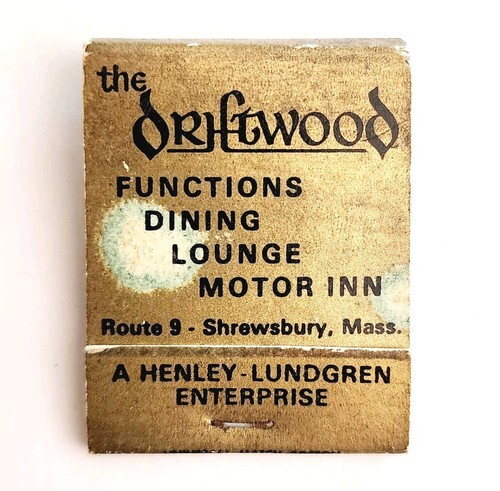 the
DRIFTWOOD
FUNCTIONS
DINING
LOUNGE
MOTOR INN
Route 9 - Shrewsbury, Mass.
A HENLEY-LUNDGREN
ENTERPRISE